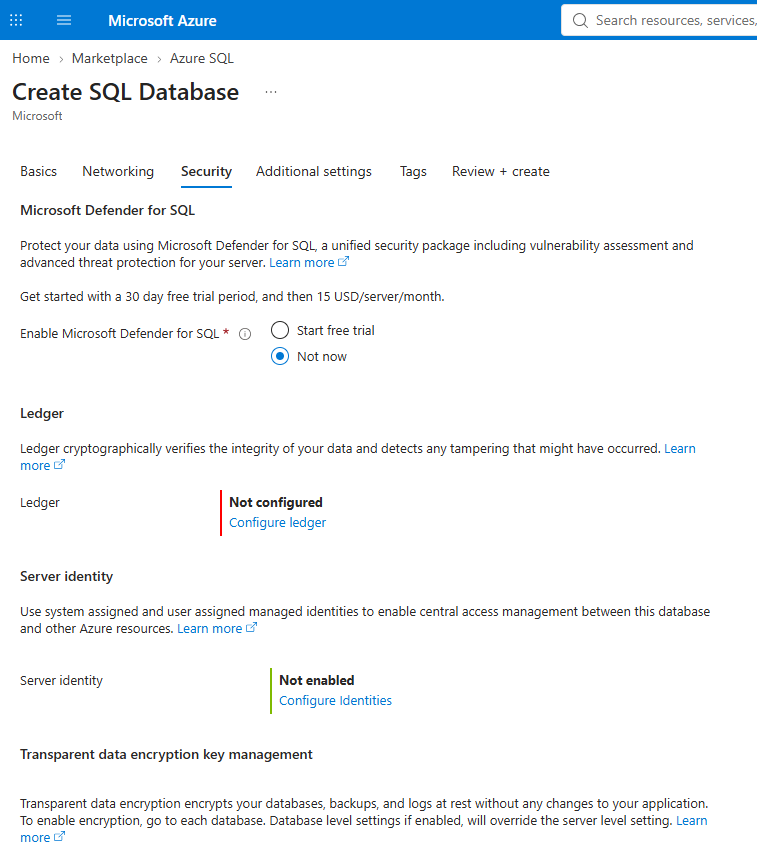 Microsoft Azure
Search resources, services,
Home > Marketplace > Azure SQL
Create SQL Database ...
Microsoft
Basics Networking Security Additional settings Tags Review + create
Microsoft Defender for SQL
Protect your data using Microsoft Defender for SQL, a unified security package including vulnerability assessment and
advanced threat protection for your server. Learn more
Get started with a 30 day free trial period, and then 15 USD/server/month.
Enable Microsoft Defender for SQL *
Start free trial
Not now
Ledger
Ledger cryptographically verifies the integrity of your data and detects any tampering that might have occurred. Learn
more
Ledger
Not configured
Configure ledger
Server identity
Use system assigned and user assigned managed identities to enable central access management between this database
and other Azure resources. Learn more
Server identity
Not enabled
Configure Identities
Transparent data encryption key management
Transparent data encryption encrypts your databases, backups, and logs at rest without any changes to your application.
To enable encryption, go to each database. Database level settings if enabled, will override the server level setting. Learn
more